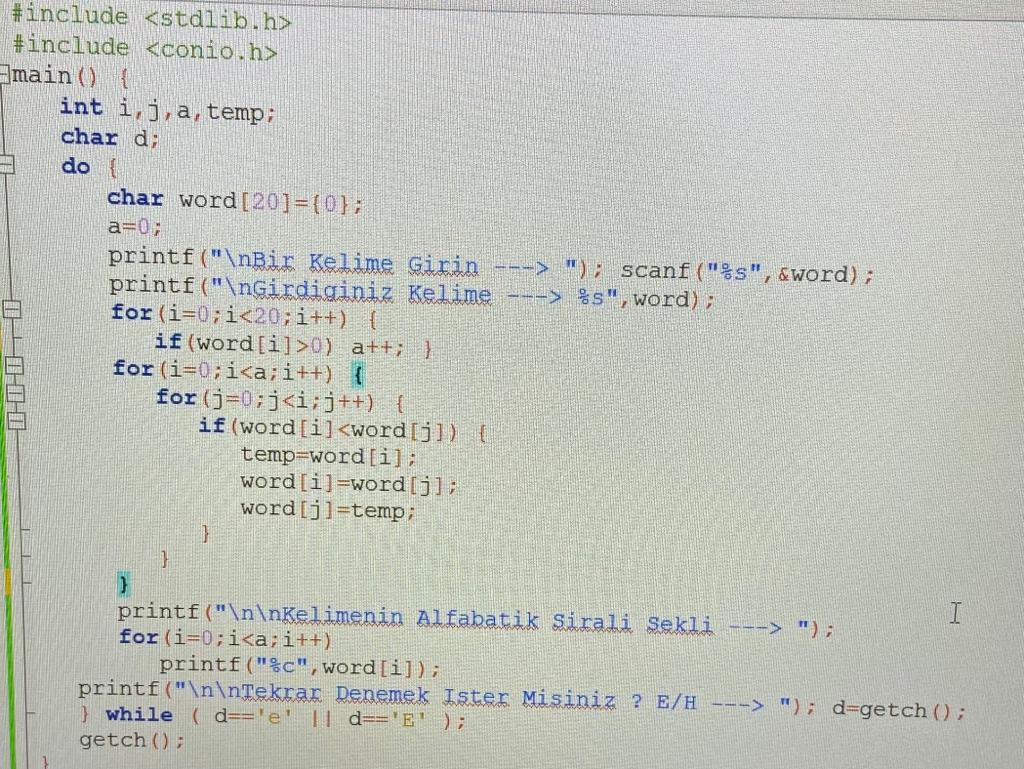 #include <stdlib.h>
#include <conio.h>
main() {
    int i,j,a,temp;
    char d;
    do {
        char word[20]={0};
        a=0;
        printf("\nBir Kelime Girin ---> "); scanf("%s",&word);
        printf("\nGirdiginiz Kelime ---> %s",word);
        for(i=0;i<20;i++) {
            if(word[i]>0) a++; }
        for(i=0;i<a;i++) {
            for(j=0;j<i;j++) {
                if(word[i]<word[j]) {
                    temp=word[i];
                    word[i]=word[j];
                    word[j]=temp;
                }
            }
        }
        printf("\n\nKelimenin Alfabatik Sirali Sekli ---> ");
        for(i=0;i<a;i++)
            printf("%c",word[i]);
    printf("\n\nTekrar Denemek Ister Misiniz ? E/H ---> "); d=getch();
    } while ( d=='e' || d=='E' );
    getch();
}